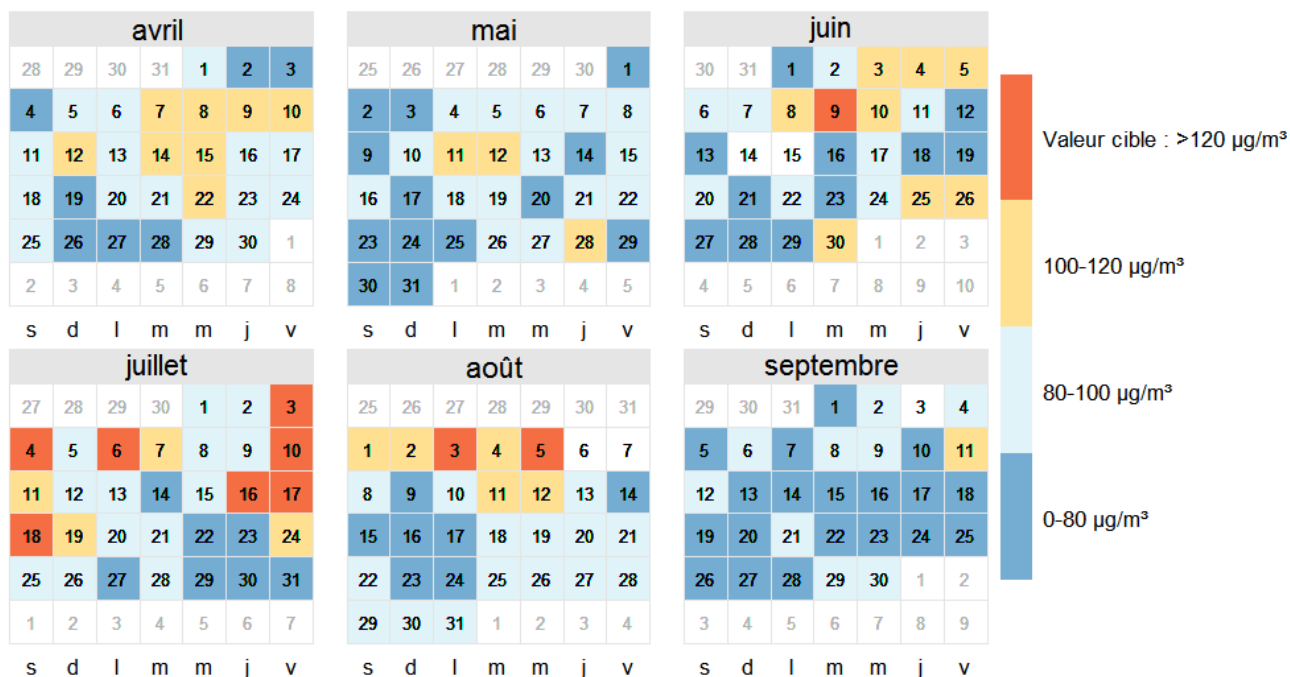 avril mai juin
28 29 30 31 1 2 3 25 26 27 28 29 30 1 30 31 1 2 3 4 5
4 5 6 7 8 9 10 2 3 4 5 6 7 8 6 7 8 9 10 11 12
Valeur cible : >120 µg/m³
11 12 13 14 15 16 17 9 10 11 12 13 14 15 13 14 15 16 17 18 19
18 19 20 21 22 23 24 16 17 18 19 20 21 22 20 21 22 23 24 25 26
25 26 27 28 29 30 1 23 24 25 26 27 28 29 27 28 29 30 1 2 3
100-120 µg/m³
2 3 4 5 6 7 8 30 31 1 2 3 4 5 4 5 6 7 8 9 10
s d l m m j v s d l m m j v s d l m m j v
juillet août septembre
27 28 29 30 1 2 3 25 26 27 28 29 30 31 29 30 31 1 2 3 4
80-100 µg/m³
4 5 6 7 8 9 10 1 2 3 4 5 6 7 5 6 7 8 9 10 11
11 12 13 14 15 16 17 8 9 10 11 12 13 14 12 13 14 15 16 17 18
0-80 µg/m³
18 19 20 21 22 23 24 15 16 17 18 19 20 21 19 20 21 22 23 24 25
25 26 27 28 29 30 31 22 23 24 25 26 27 28 26 27 28 29 30 1 2
1 2 3 4 5 6 7 29 30 31 1 2 3 4 3 4 5 6 7 8 9
s d l m m j v s d l m m j v s d l m m j v